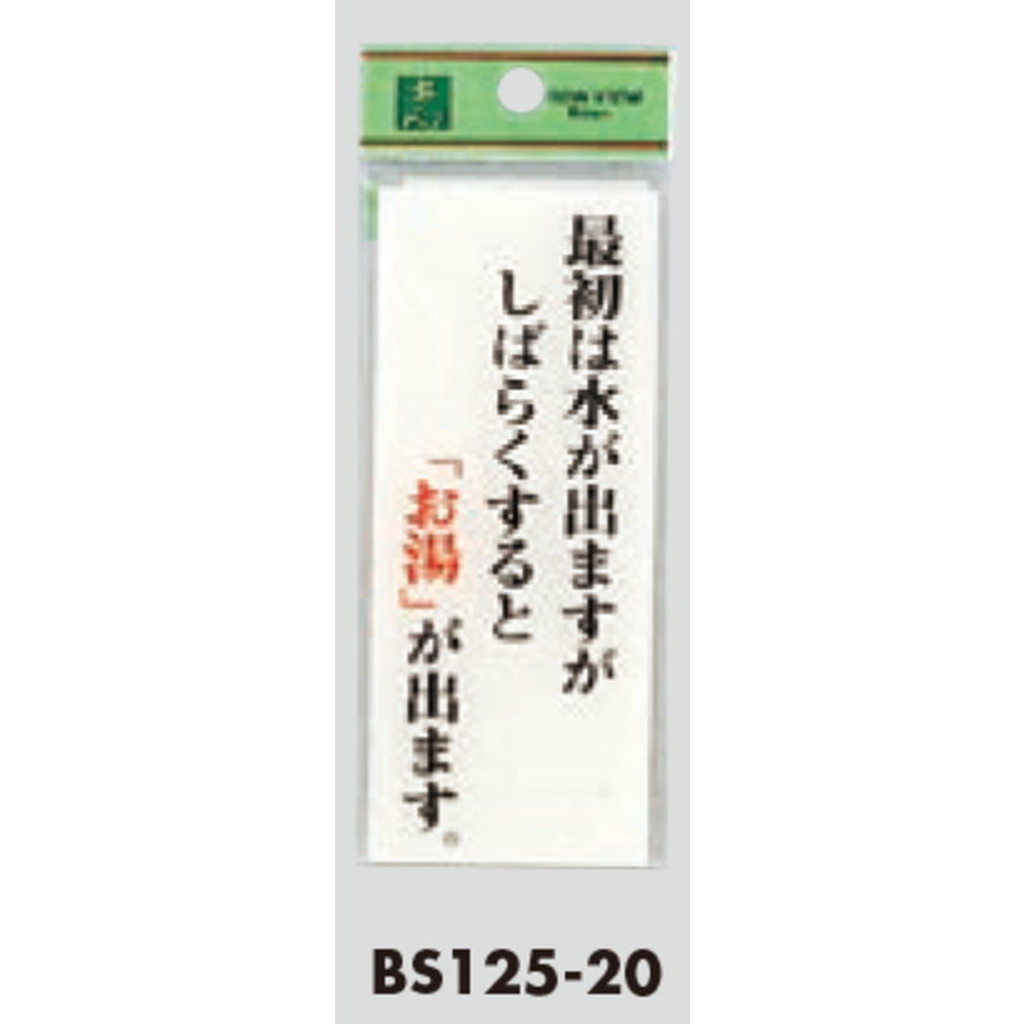 最初は水が出ますが
しばらくすると
「お湯」が出ます。
BS125-20